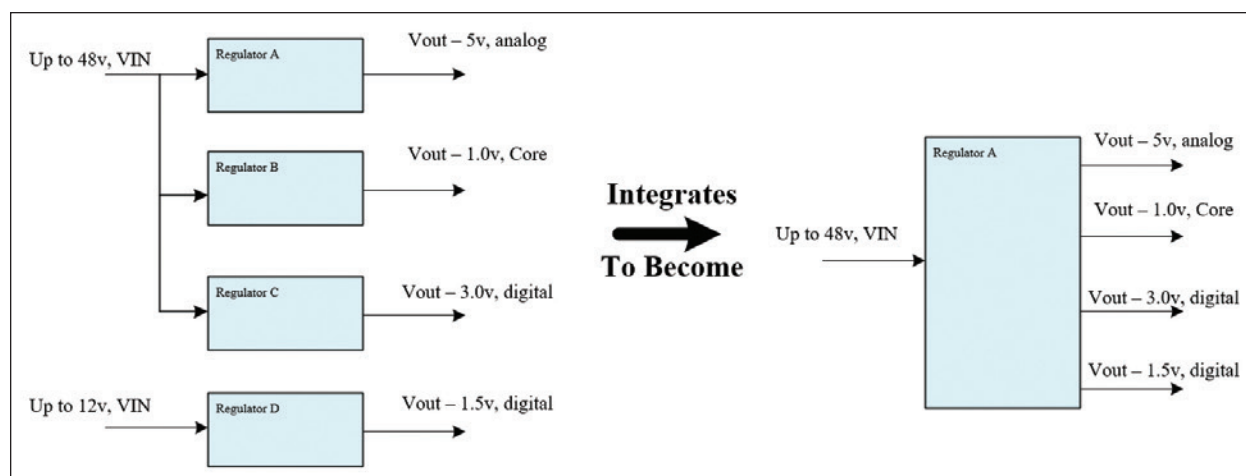 Up to 48v, VIN
Regulator A
Vout – 5v, analog
Regulator B
Vout – 1.0v, Core
Regulator C
Vout – 3.0v, digital
Up to 12v, VIN
Regulator D
Vout – 1.5v, digital
Integrates
To Become
Up to 48v, VIN
Regulator A
Vout – 5v, analog
Vout – 1.0v, Core
Vout – 3.0v, digital
Vout – 1.5v, digital